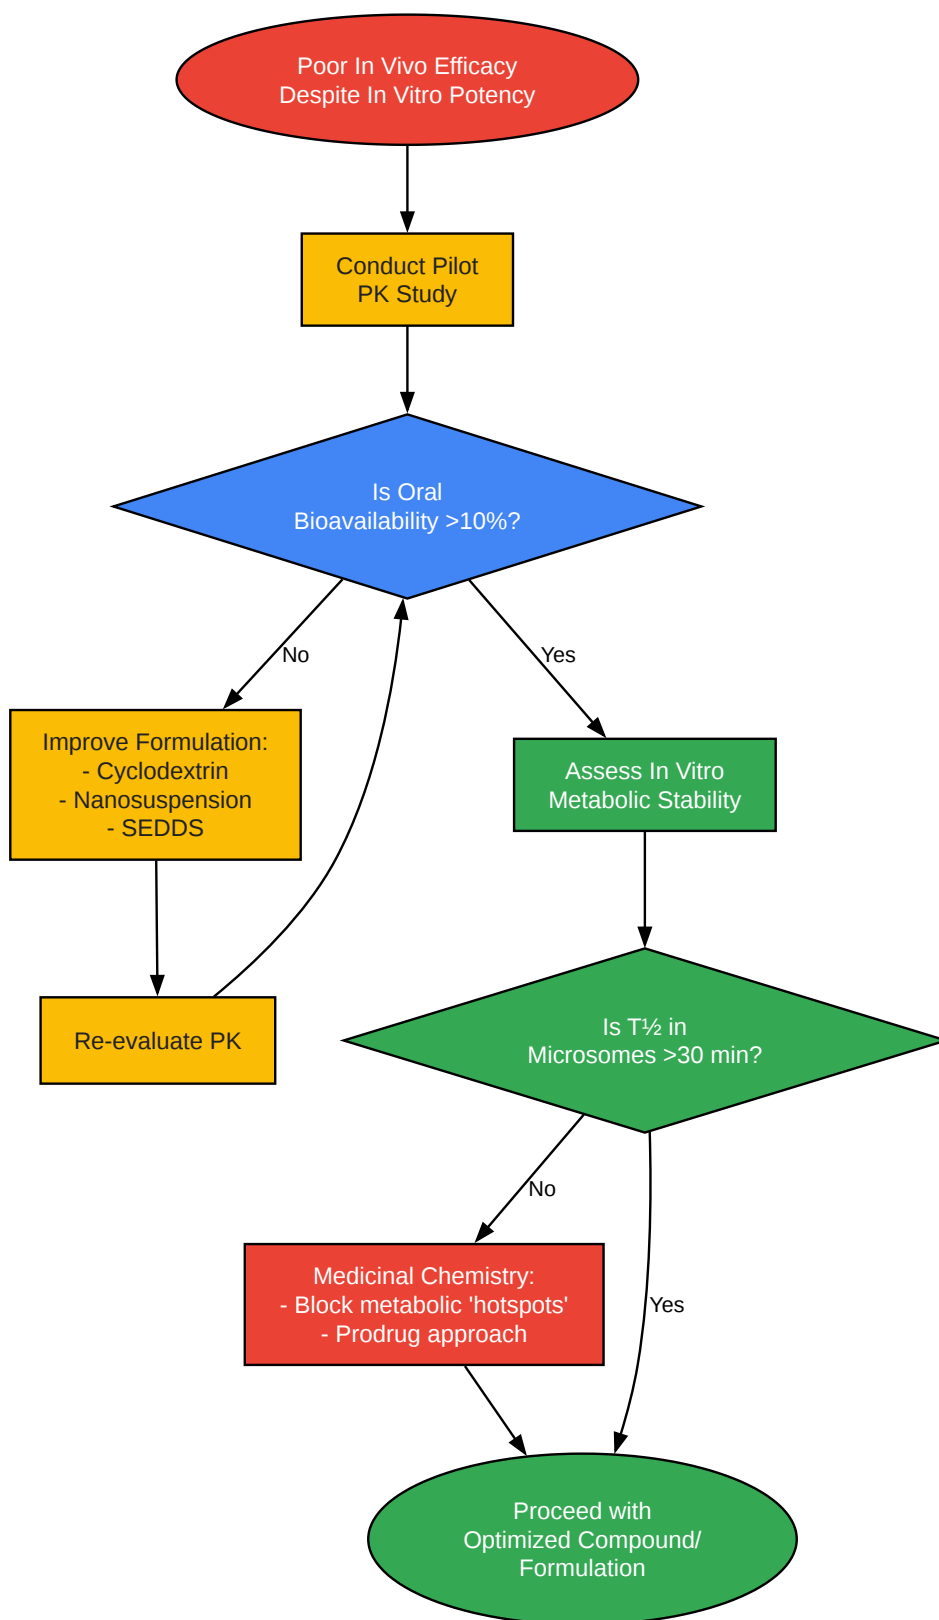 Poor In Vivo Efficacy
Despite In Vitro Potency
Conduct Pilot
PK Study
Is Oral
Bioavailability >10%?
No
Yes
Improve Formulation:
- Cyclodextrin
- Nanosuspension
- SEDDS
Assess In Vitro
Metabolic Stability
Re-evaluate PK
Is T½ in
Microsomes >30 min?
No
Yes
Medicinal Chemistry:
- Block metabolic 'hotspots'
- Prodrug approach
Proceed with
Optimized Compound/
Formulation